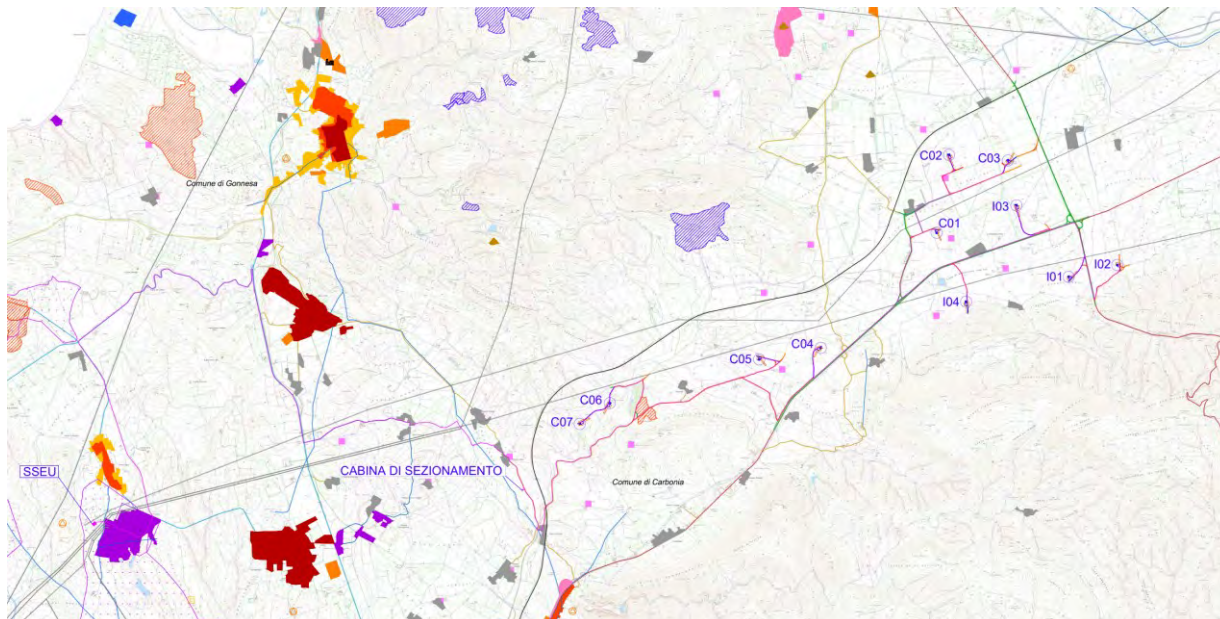 C02
C03
Comune di Gonnesa
I03
C01
I02
I01
I04
C04
C05
C06
C07
SSEU
CABINA DI SEZIONAMENTO
Comune di Carbonia